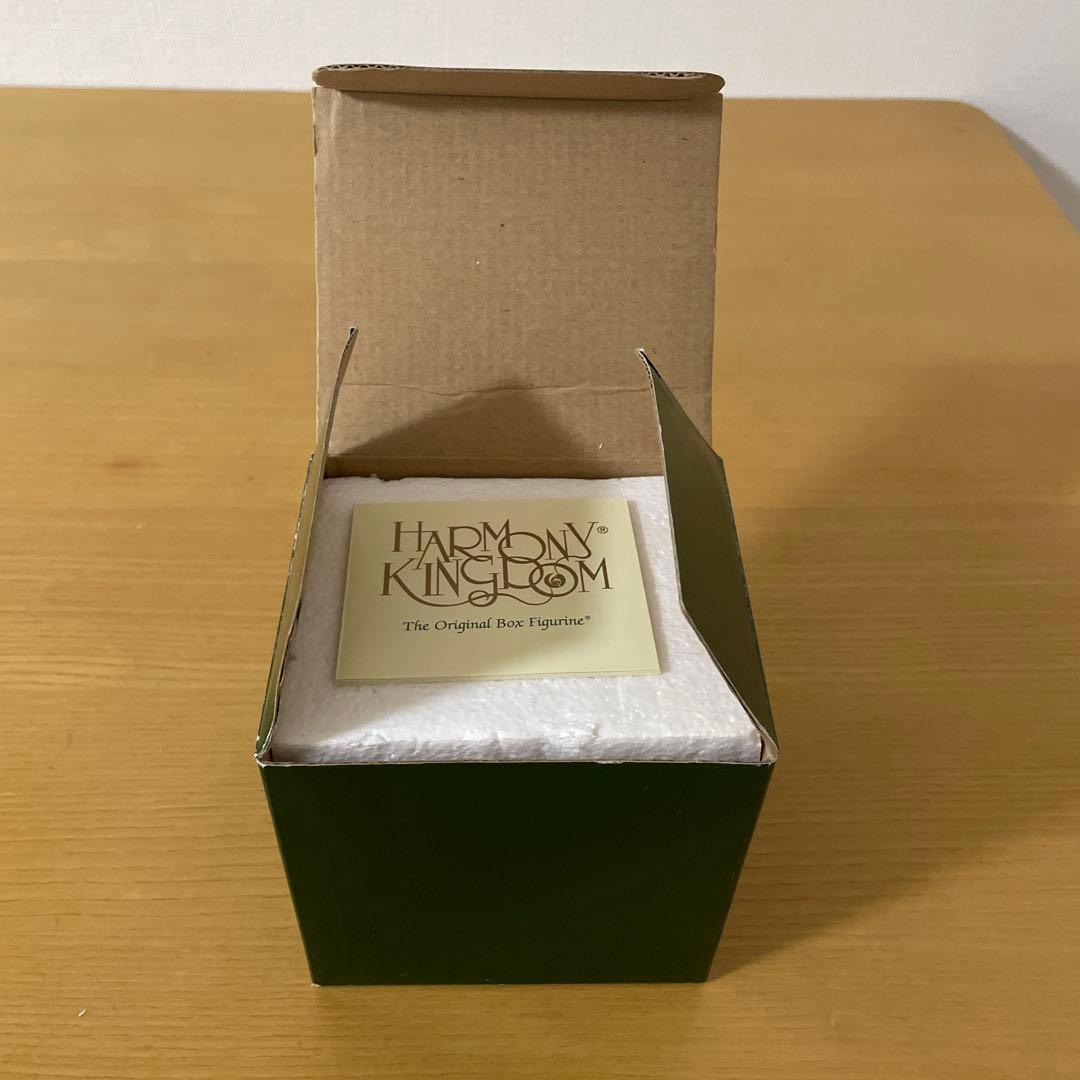 HARMONY®
KINGDOM
The Original Box Figurine®